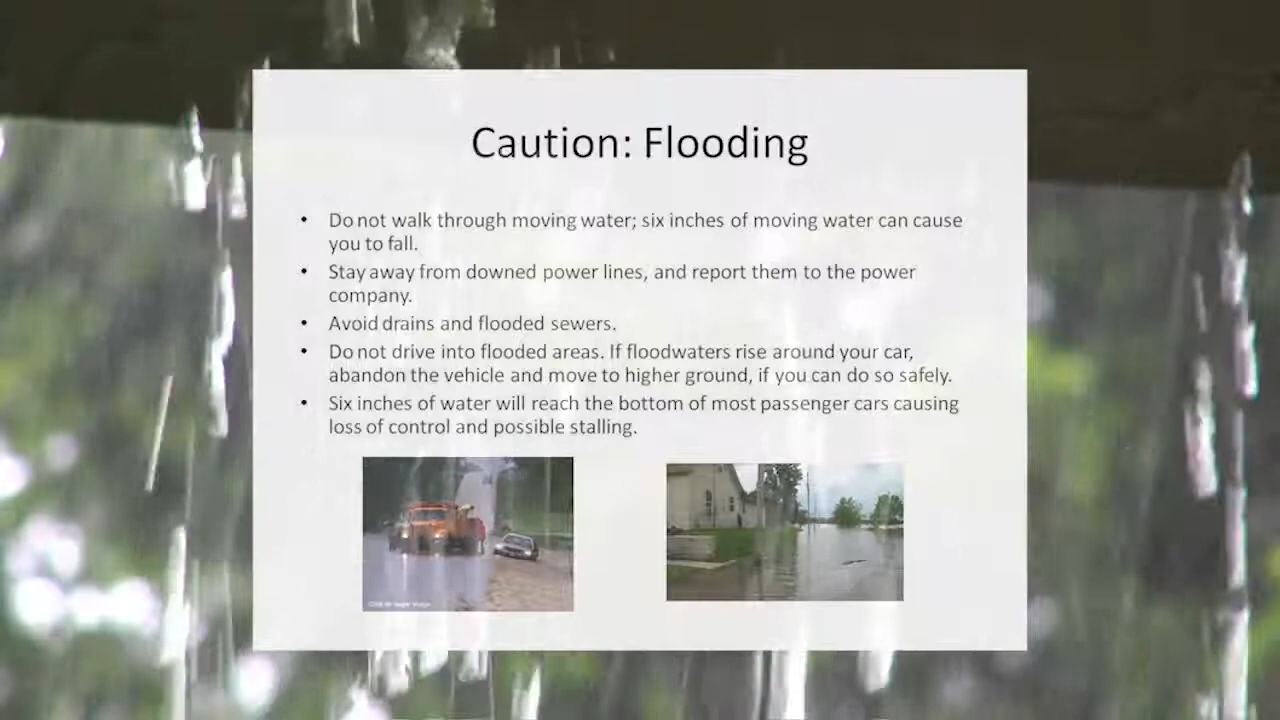 Caution: Flooding
• Do not walk through moving water; six inches of moving water can cause
you to fall.
• Stay away from downed power lines, and report them to the power
company.
• Avoid drains and flooded sewers.
• Do not drive into flooded areas. If floodwaters rise around your car,
abandon the vehicle and move to higher ground, if you can do so safely.
• Six inches of water will reach the bottom of most passenger cars causing
loss of control and possible stalling.